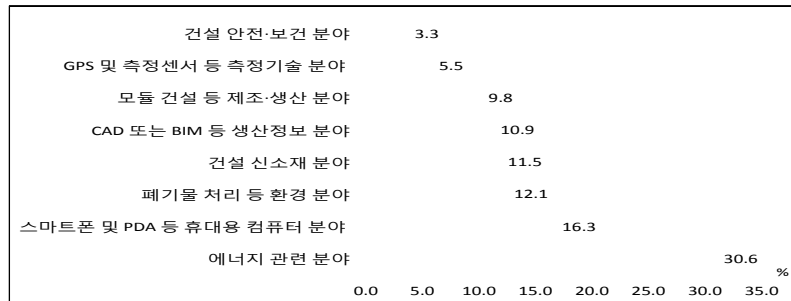 건설 안전·보건 분야 3.3
GPS 및 측정센서 등 측정기술 분야 5.5
모듈 건설 등 제조·생산 분야 9.8
CAD 또는 BIM 등 생산정보 분야 10.9
건설 신소재 분야 11.5
폐기물 처리 등 환경 분야 12.1
스마트폰 및 PDA 등 휴대용 컴퓨터 분야 16.3
에너지 관련 분야 30.6
%
0.0 5.0 10.0 15.0 20.0 25.0 30.0 35.0